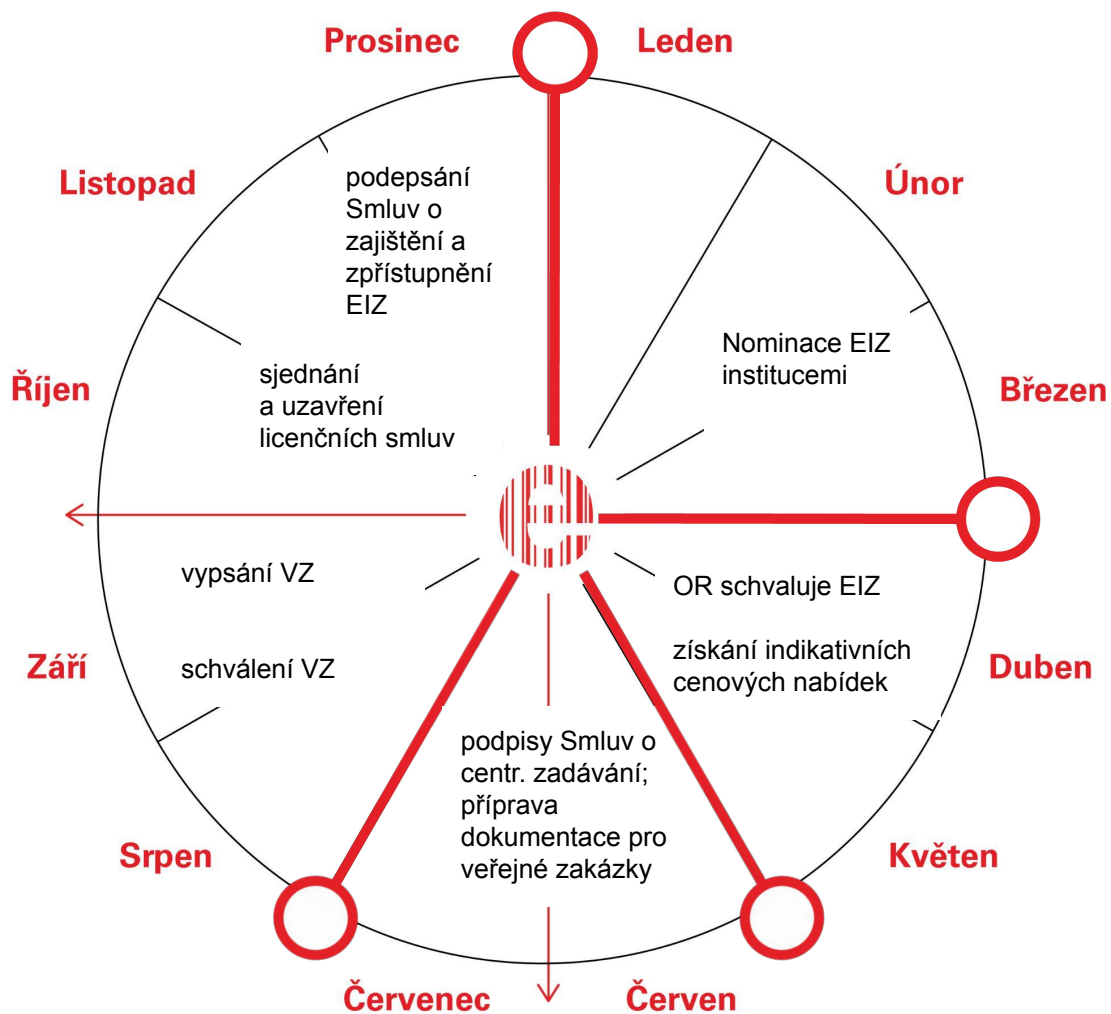 Prosinec
Leden
Listopad
Únor
podepsání
Smluv o
zajištění a
zpřístupnění
EIZ
Nominace EIZ
institucemi
Říjen
Březen
sjednání
a uzavření
licenčních smluv
e
vypsání VZ
OR schvaluje EIZ
Září
schválení VZ
získání indikativních
cenových nabídek
Duben
podpisy Smluv o
centr. zadávání;
příprava
dokumentace pro
veřejné zakázky
Srpen
Květen
Červenec
Červen